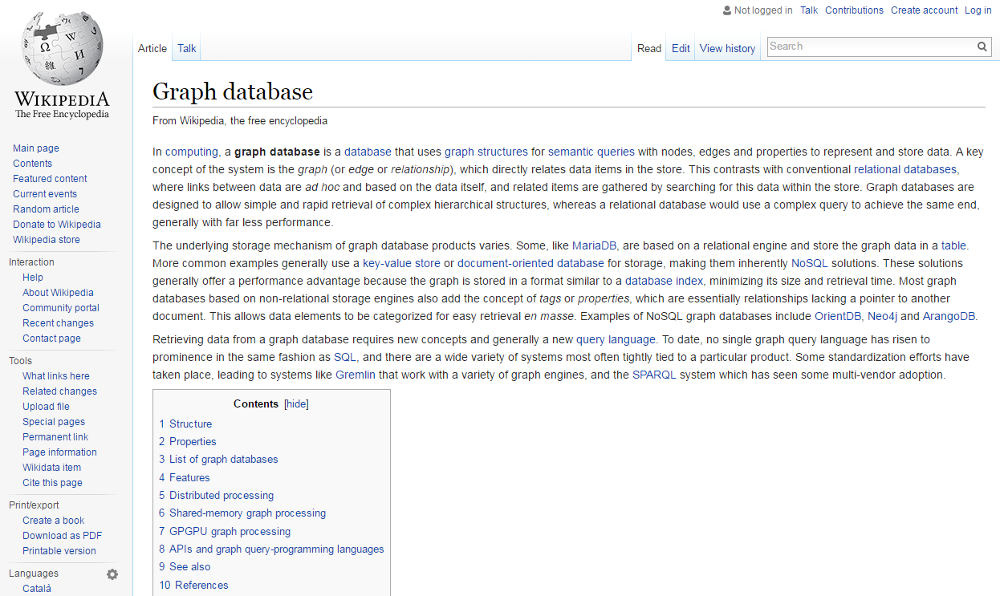 Not logged in Talk Contributions Create account Log in
Article Talk Read Edit View history Search
WIKIPEDIA
The Free Encyclopedia
Main page
Contents
Featured content
Current events
Random article
Donate to Wikipedia
Wikipedia store
Interaction
Help
About Wikipedia
Community portal
Recent changes
Contact page
Tools
What links here
Related changes
Upload file
Special pages
Permanent link
Page information
Wikidata item
Cite this page
Print/export
Create a book
Download as PDF
Printable version
Languages
Català
Graph database
From Wikipedia, the free encyclopedia
In computing, a graph database is a database that uses graph structures for semantic queries with nodes, edges and properties to represent and store data. A key
concept of the system is the graph (or edge or relationship), which directly relates data items in the store. This contrasts with conventional relational databases,
where links between data are ad hoc and based on the data itself, and related items are gathered by searching for this data within the store. Graph databases are
designed to allow simple and rapid retrieval of complex hierarchical structures, whereas a relational database would use a complex query to achieve the same end,
generally with far less performance.
The underlying storage mechanism of graph database products varies. Some, like MariaDB, are based on a relational engine and store the graph data in a table.
More common examples generally use a key-value store or document-oriented database for storage, making them inherently NoSQL solutions. These solutions
generally offer a performance advantage because the graph is stored in a format similar to a database index, minimizing its size and retrieval time. Most graph
databases based on non-relational storage engines also add the concept of tags or properties, which are essentially relationships lacking a pointer to another
document. This allows data elements to be categorized for easy retrieval en masse. Examples of NoSQL graph databases include OrientDB, Neo4j and ArangoDB.
Retrieving data from a graph database requires new concepts and generally a new query language. To date, no single graph query language has risen to
prominence in the same fashion as SQL, and there are a wide variety of systems most often tightly tied to a particular product. Some standardization efforts have
taken place, leading to systems like Gremlin that work with a variety of graph engines, and the SPARQL system which has seen some multi-vendor adoption.
Contents [hide]
1 Structure
2 Properties
3 List of graph databases
4 Features
5 Distributed processing
6 Shared-memory graph processing
7 GPGPU graph processing
8 APIs and graph query-programming languages
9 See also
10 References